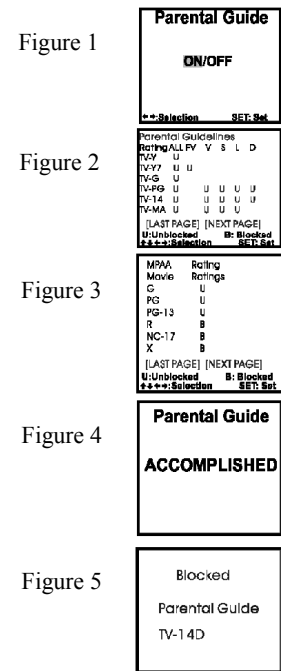 Figure 1
Parental Guide
ON/OFF
←→:Selection SET: Set
Figure 2
Parental Guidelines
Rating ALL FV V S L D
TV-Y U
TV-Y7 U U
TV-G U
TV-PG U U U U U
TV-14 U U U U U
TV-MA U U U U
[LAST PAGE] [NEXT PAGE]
U:Unblocked B: Blocked
↑↓←→:Selection SET: Set
Figure 3
MPAA Rating
Movie Ratings
G U
PG U
PG-13 U
R B
NC-17 B
X B
[LAST PAGE] [NEXT PAGE]
U:Unblocked B: Blocked
↑↓←→:Selection SET: Set
Figure 4
Parental Guide
ACCOMPLISHED
Figure 5
Blocked
Parental Guide
TV-14D